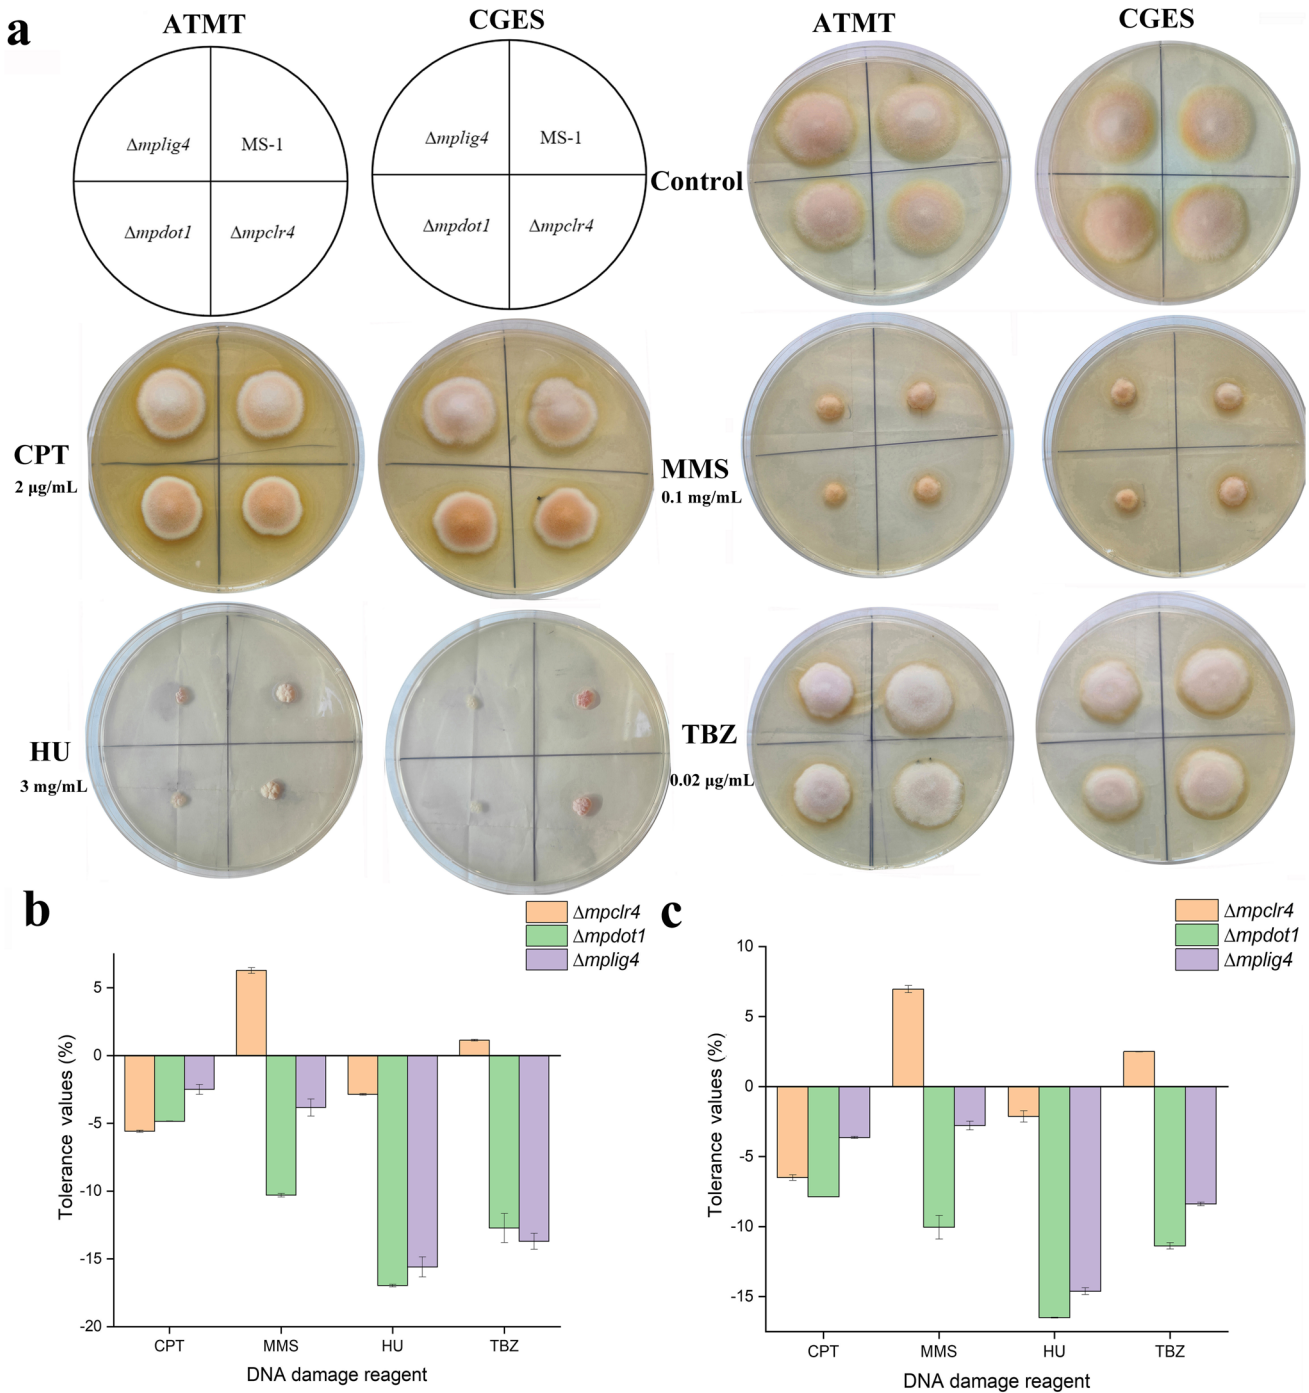 a
ATMT
CGES
ATMT
CGES
Δmplig4
MS-1
Δmpdot1
Δmpclr4
Δmplig4
MS-1
Δmpdot1
Δmpclr4
Control
CPT
2 μg/mL
MMS
0.1 mg/mL
HU
3 mg/mL
TBZ
0.02 μg/mL
b
Δmpclr4
Δmpdot1
Δmplig4
5
0
-5
-10
-15
-20
Tolerance values (%)
CPT
MMS
HU
TBZ
DNA damage reagent
c
Δmpclr4
Δmpdot1
Δmplig4
10
5
0
-5
-10
-15
Tolerance values (%)
CPT
MMS
HU
TBZ
DNA damage reagent